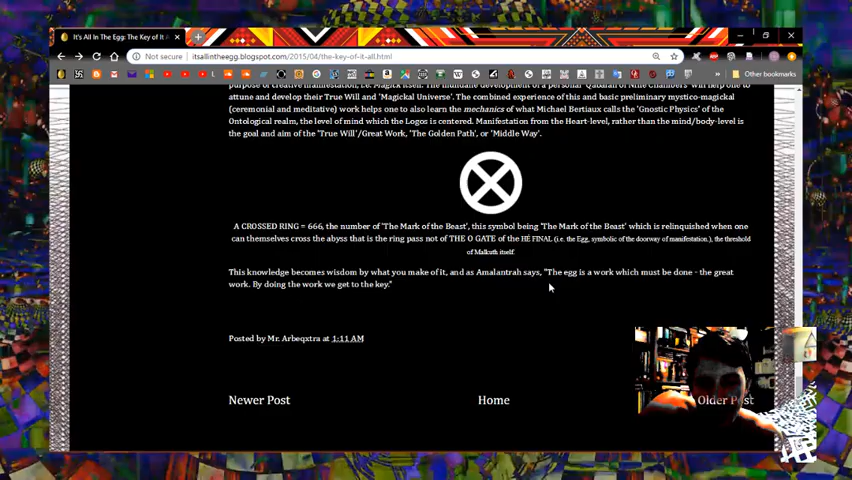 It's All In The Egg: The Key of It A
Not secure | itsallintheegg.blogspot.com/2015/04/the-key-of-it-all.html
Other bookmarks
purpose of creative manifestation, i.e. Magick itself. The mundane development of a personal 'Qabalah of Nine Chambers' will help one to
attune and develop their True Will and 'Magickal Universe'. The combined experience of this and basic preliminary mystico-magickal
(ceremonial and meditative) work helps one to also learn the mechanics of what Michael Bertiaux calls the 'Gnostic Physics' of the
Ontological realm, the level of mind which the Logos is centered. Manifestation from the Heart-level, rather than the mind/body-level is
the goal and aim of the 'True Will'/Great Work, 'The Golden Path', or 'Middle Way'.
A CROSSED RING = 666, the number of 'The Mark of the Beast', this symbol being 'The Mark of the Beast' which is relinquished when one
can themselves cross the abyss that is the ring pass not of THE O GATE of the HÉ FINAL (i.e. the Egg, symbolic of the doorway of manifestation.), the threshold
of Malkuth itself.
This knowledge becomes wisdom by what you make of it, and as Amalantrah says, "The egg is a work which must be done - the great
work. By doing the work we get to the key."
Posted by Mr. Arbeqxtra at 1:11 AM
Newer Post
Home
Older Post